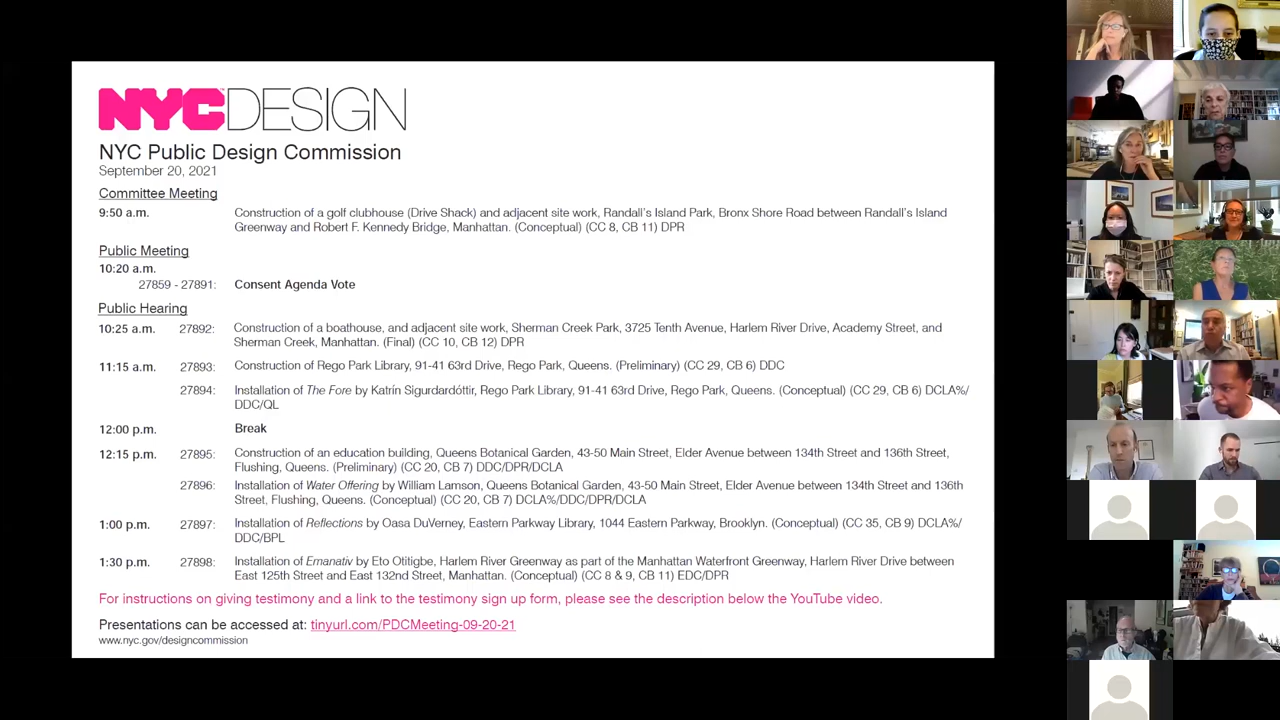 NYCDESIGN
NYC Public Design Commission
September 20, 2021
Committee Meeting
9:50 a.m. Construction of a golf clubhouse (Drive Shack) and adjacent site work, Randall's Island Park, Bronx Shore Road between Randall's Island
Greenway and Robert F. Kennedy Bridge, Manhattan. (Conceptual) (CC 8, CB 11) DPR
Public Meeting
10:20 a.m.
27859 - 27891: Consent Agenda Vote
Public Hearing
10:25 a.m. 27892: Construction of a boathouse, and adjacent site work, Sherman Creek Park, 3725 Tenth Avenue, Harlem River Drive, Academy Street, and
Sherman Creek, Manhattan. (Final) (CC 10, CB 12) DPR
11:15 a.m. 27893: Construction of Rego Park Library, 91-41 63rd Drive, Rego Park, Queens. (Preliminary) (CC 29, CB 6) DDC
27894: Installation of The Fore by Katrín Sigurdardóttir, Rego Park Library, 91-41 63rd Drive, Rego Park, Queens. (Conceptual) (CC 29, CB 6) DCLA%/
DDC/QL
12:00 p.m. Break
12:15 p.m. 27895: Construction of an education building, Queens Botanical Garden, 43-50 Main Street, Elder Avenue between 134th Street and 136th Street,
Flushing, Queens. (Preliminary) (CC 20, CB 7) DDC/DPR/DCLA
27896: Installation of Water Offering by William Lamson, Queens Botanical Garden, 43-50 Main Street, Elder Avenue between 134th Street and 136th
Street, Flushing, Queens. (Conceptual) (CC 20, CB 7) DCLA%/DDC/DPR/DCLA
1:00 p.m. 27897: Installation of Reflections by Oasa DuVerney, Eastern Parkway Library, 1044 Eastern Parkway, Brooklyn. (Conceptual) (CC 35, CB 9) DCLA%/
DDC/BPL
1:30 p.m. 27898: Installation of Emanativ by Eto Otitigbe, Harlem River Greenway as part of the Manhattan Waterfront Greenway, Harlem River Drive between
East 125th Street and East 132nd Street, Manhattan. (Conceptual) (CC 8 & 9, CB 11) EDC/DPR
For instructions on giving testimony and a link to the testimony sign up form, please see the description below the YouTube video.
Presentations can be accessed at: tinyurl.com/PDCMeeting-09-20-21
www.nyc.gov/designcommission